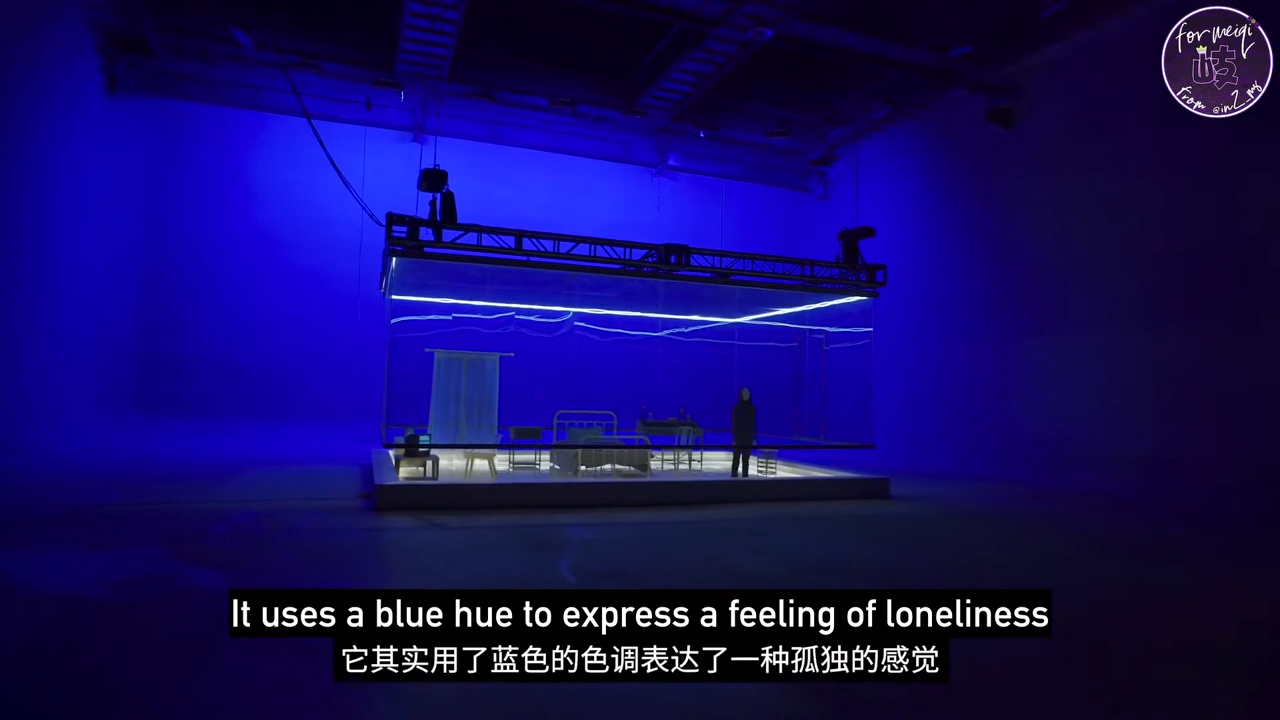 for meiqi
岐
from @in2_my
It uses a blue hue to express a feeling of loneliness
它其实用了蓝色的色调表达了一种孤独的感觉